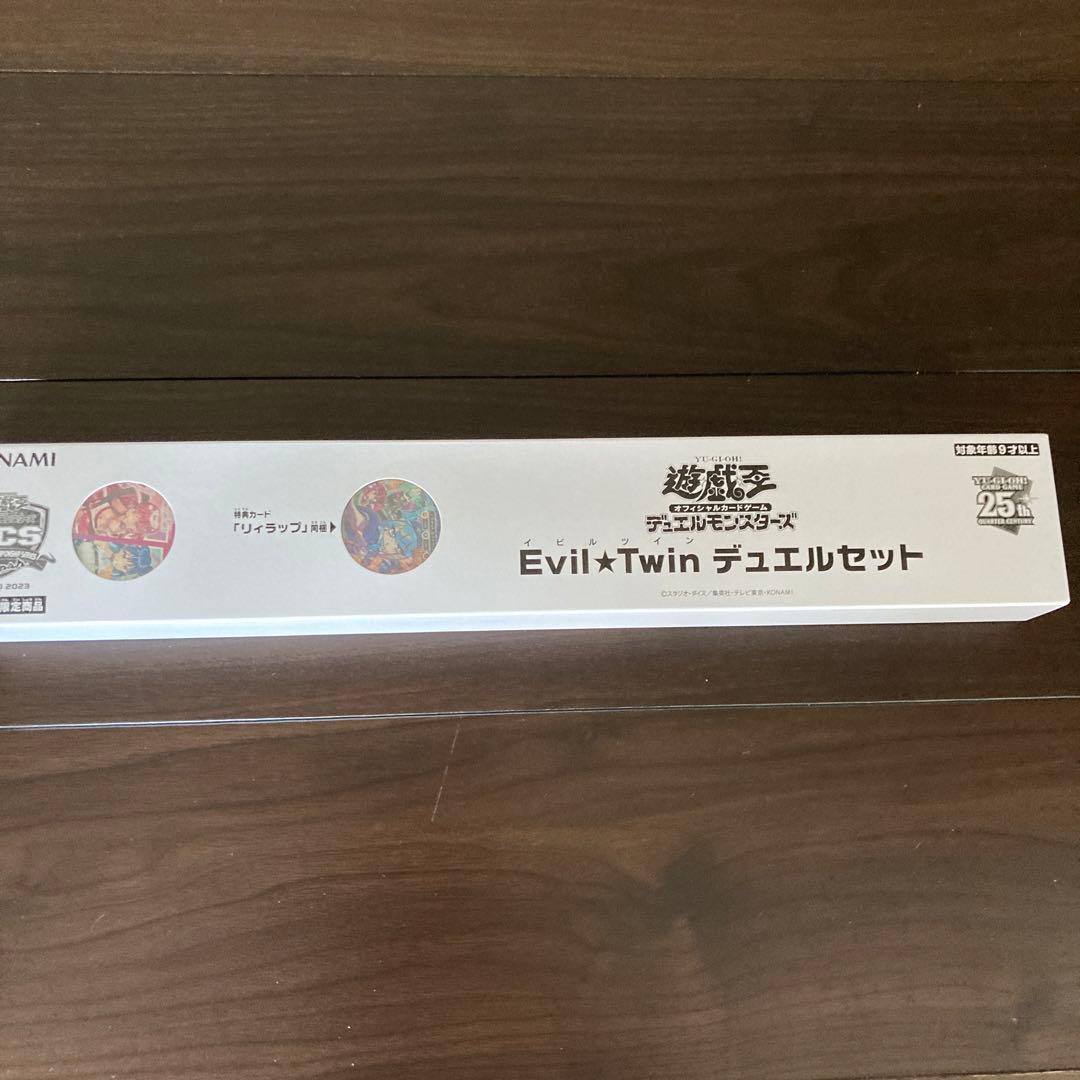 NAMI
CS
2023
限定商品
特典カード
「リィラップ」同梱▶
YU-GI-OH!
遊戯王
オフィシャルカードゲーム
デュエルモンスターズ
イビルツイン
Evil★Twin デュエルセット
©スタジオ・ダイス/集英社・テレビ東京・KONAMI
対象年齢9才以上
YU-GI-OH!
CARD GAME
25th
QUARTER CENTURY